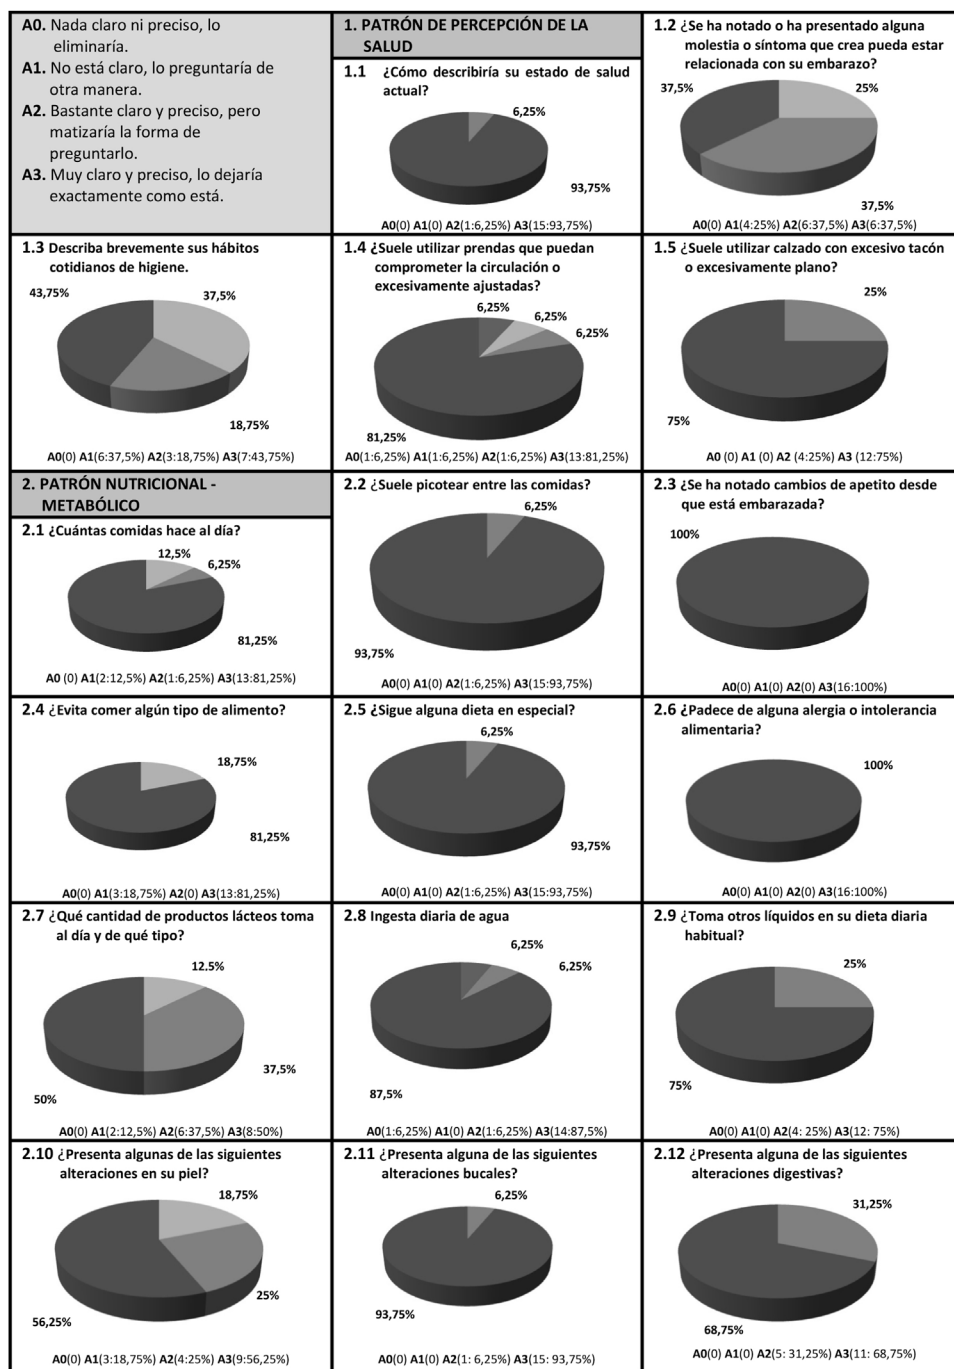 A0. Nada claro ni preciso, lo
eliminaría.
A1. No está claro, lo preguntaría de
otra manera.
A2. Bastante claro y preciso, pero
matizaría la forma de
preguntarlo.
A3. Muy claro y preciso, lo dejaría
exactamente como está.
1. PATRÓN DE PERCEPCIÓN DE LA
SALUD
1.1 ¿Cómo describiría su estado de salud
actual?
6,25%
93,75%
A0(0) A1(0) A2(1:6,25%) A3(15:93,75%)
1.2 ¿Se ha notado o ha presentado alguna
molestia o síntoma que crea pueda estar
relacionada con su embarazo?
37,5%
25%
37,5%
A0(0) A1(4:25%) A2(6:37,5%) A3(6:37,5%)
1.3 Describa brevemente sus hábitos
cotidianos de higiene.
43,75%
37,5%
18,75%
A0(0) A1(6:37,5%) A2(3:18,75%) A3(7:43,75%)
1.4 ¿Suele utilizar prendas que puedan
comprometer la circulación o
excesivamente ajustadas?
6,25%
6,25%
6,25%
81,25%
A0(1:6,25%) A1(1:6,25%) A2(1:6,25%) A3(13:81,25%)
1.5 ¿Suele utilizar calzado con excesivo tacón
o excesivamente plano?
25%
75%
A0 (0) A1 (0) A2 (4:25%) A3 (12:75%)
2. PATRÓN NUTRICIONAL -
METABÓLICO
2.1 ¿Cuántas comidas hace al día?
12,5%
6,25%
81,25%
A0 (0) A1(2:12,5%) A2(1:6,25%) A3(13:81,25%)
2.2 ¿Suele picotear entre las comidas?
6,25%
93,75%
A0(0) A1(0) A2(1:6,25%) A3(15:93,75%)
2.3 ¿Se ha notado cambios de apetito desde
que está embarazada?
100%
A0(0) A1(0) A2(0) A3(16:100%)
2.4 ¿Evita comer algún tipo de alimento?
18,75%
81,25%
A0(0) A1(3:18,75%) A2(0) A3(13:81,25%)
2.5 ¿Sigue alguna dieta en especial?
6,25%
93,75%
A0(0) A1(0) A2(1:6,25%) A3(15:93,75%)
2.6 ¿Padece de alguna alergia o intolerancia
alimentaria?
100%
A0(0) A1(0) A2(0) A3(16:100%)
2.7 ¿Qué cantidad de productos lácteos toma
al día y de qué tipo?
12.5%
37,5%
50%
A0(0) A1(2:12,5%) A2(6:37,5%) A3(8:50%)
2.8 Ingesta diaria de agua
6,25%
6,25%
87,5%
A0(1:6,25%) A1(0) A2(1:6,25%) A3(14:87,5%)
2.9 ¿Toma otros líquidos en su dieta diaria
habitual?
25%
75%
A0(0) A1(0) A2(4: 25%) A3(12: 75%)
2.10 ¿Presenta algunas de las siguientes
alteraciones en su piel?
18,75%
25%
56,25%
A0(0) A1(3:18,75%) A2(4:25%) A3(9:56,25%)
2.11 ¿Presenta alguna de las siguientes
alteraciones bucales?
6,25%
93,75%
A0(0) A1(0) A2(1: 6,25%) A3(15: 93,75%)
2.12 ¿Presenta alguna de las siguientes
alteraciones digestivas?
31,25%
68,75%
A0(0) A1(0) A2(5: 31,25%) A3(11: 68,75%)